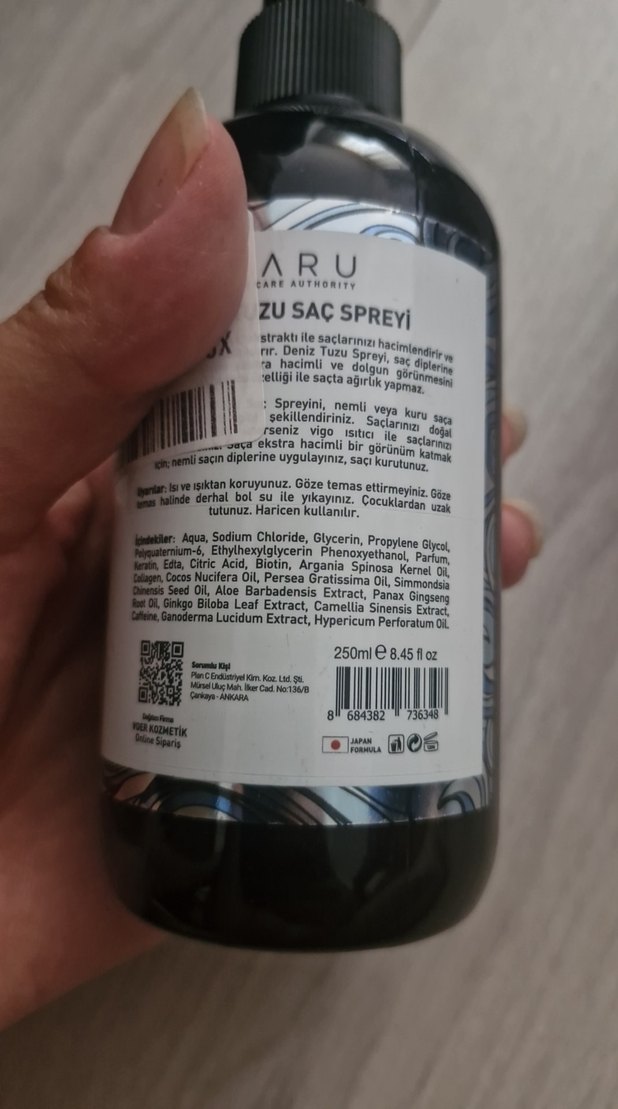 ARU
CARE AUTHORITY
UZU SAÇ SPREYİ
straktı ile saçlarınızı hacimlendirir ve
rır. Deniz Tuzu Spreyi, saç diplerine
ra hacimli ve dolgun görünmesini
elliği ile saçta ağırlık yapmaz.
: Spreyini, nemli veya kuru saça
şekillendiriniz. Saçlarınızı doğal
erseniz vigo ısıtıcı ile saçlarınızı
Saça ekstra hacimli bir görünüm katmak
için; nemli saçın diplerine uygulayınız, saçı kurutunuz.
Uyarılar: Isı ve ışıktan koruyunuz. Göze temas ettirmeyiniz. Göze
temas halinde derhal bol su ile yıkayınız. Çocuklardan uzak
tutunuz. Haricen kullanılır.
İçindekiler: Aqua, Sodium Chloride, Glycerin, Propylene Glycol,
Polyquaternium-6, Ethylhexylglycerin Phenoxyethanol, Parfum,
Keratin, Edta, Citric Acid, Biotin, Argania Spinosa Kernel Oil,
Collagen, Cocos Nucifera Oil, Persea Gratissima Oil, Simmondsia
Chinensis Seed Oil, Aloe Barbadensis Extract, Panax Gingseng
Root Oil, Ginkgo Biloba Leaf Extract, Camellia Sinensis Extract,
Caffeine, Ganoderma Lucidum Extract, Hypericum Perforatum Oil.
250ml e 8.45 fl oz
Sorumlu Kişi
Plan C Endüstriyel Kim. Koz. Ltd. Şti.
Mürsel Uluç Mah. İlker Cad. No:136/B
Çankaya - ANKARA
8 684382 736348
Dağıtım Firma
VGER KOZMETİK
Online Sipariş
JAPAN
FORMULA